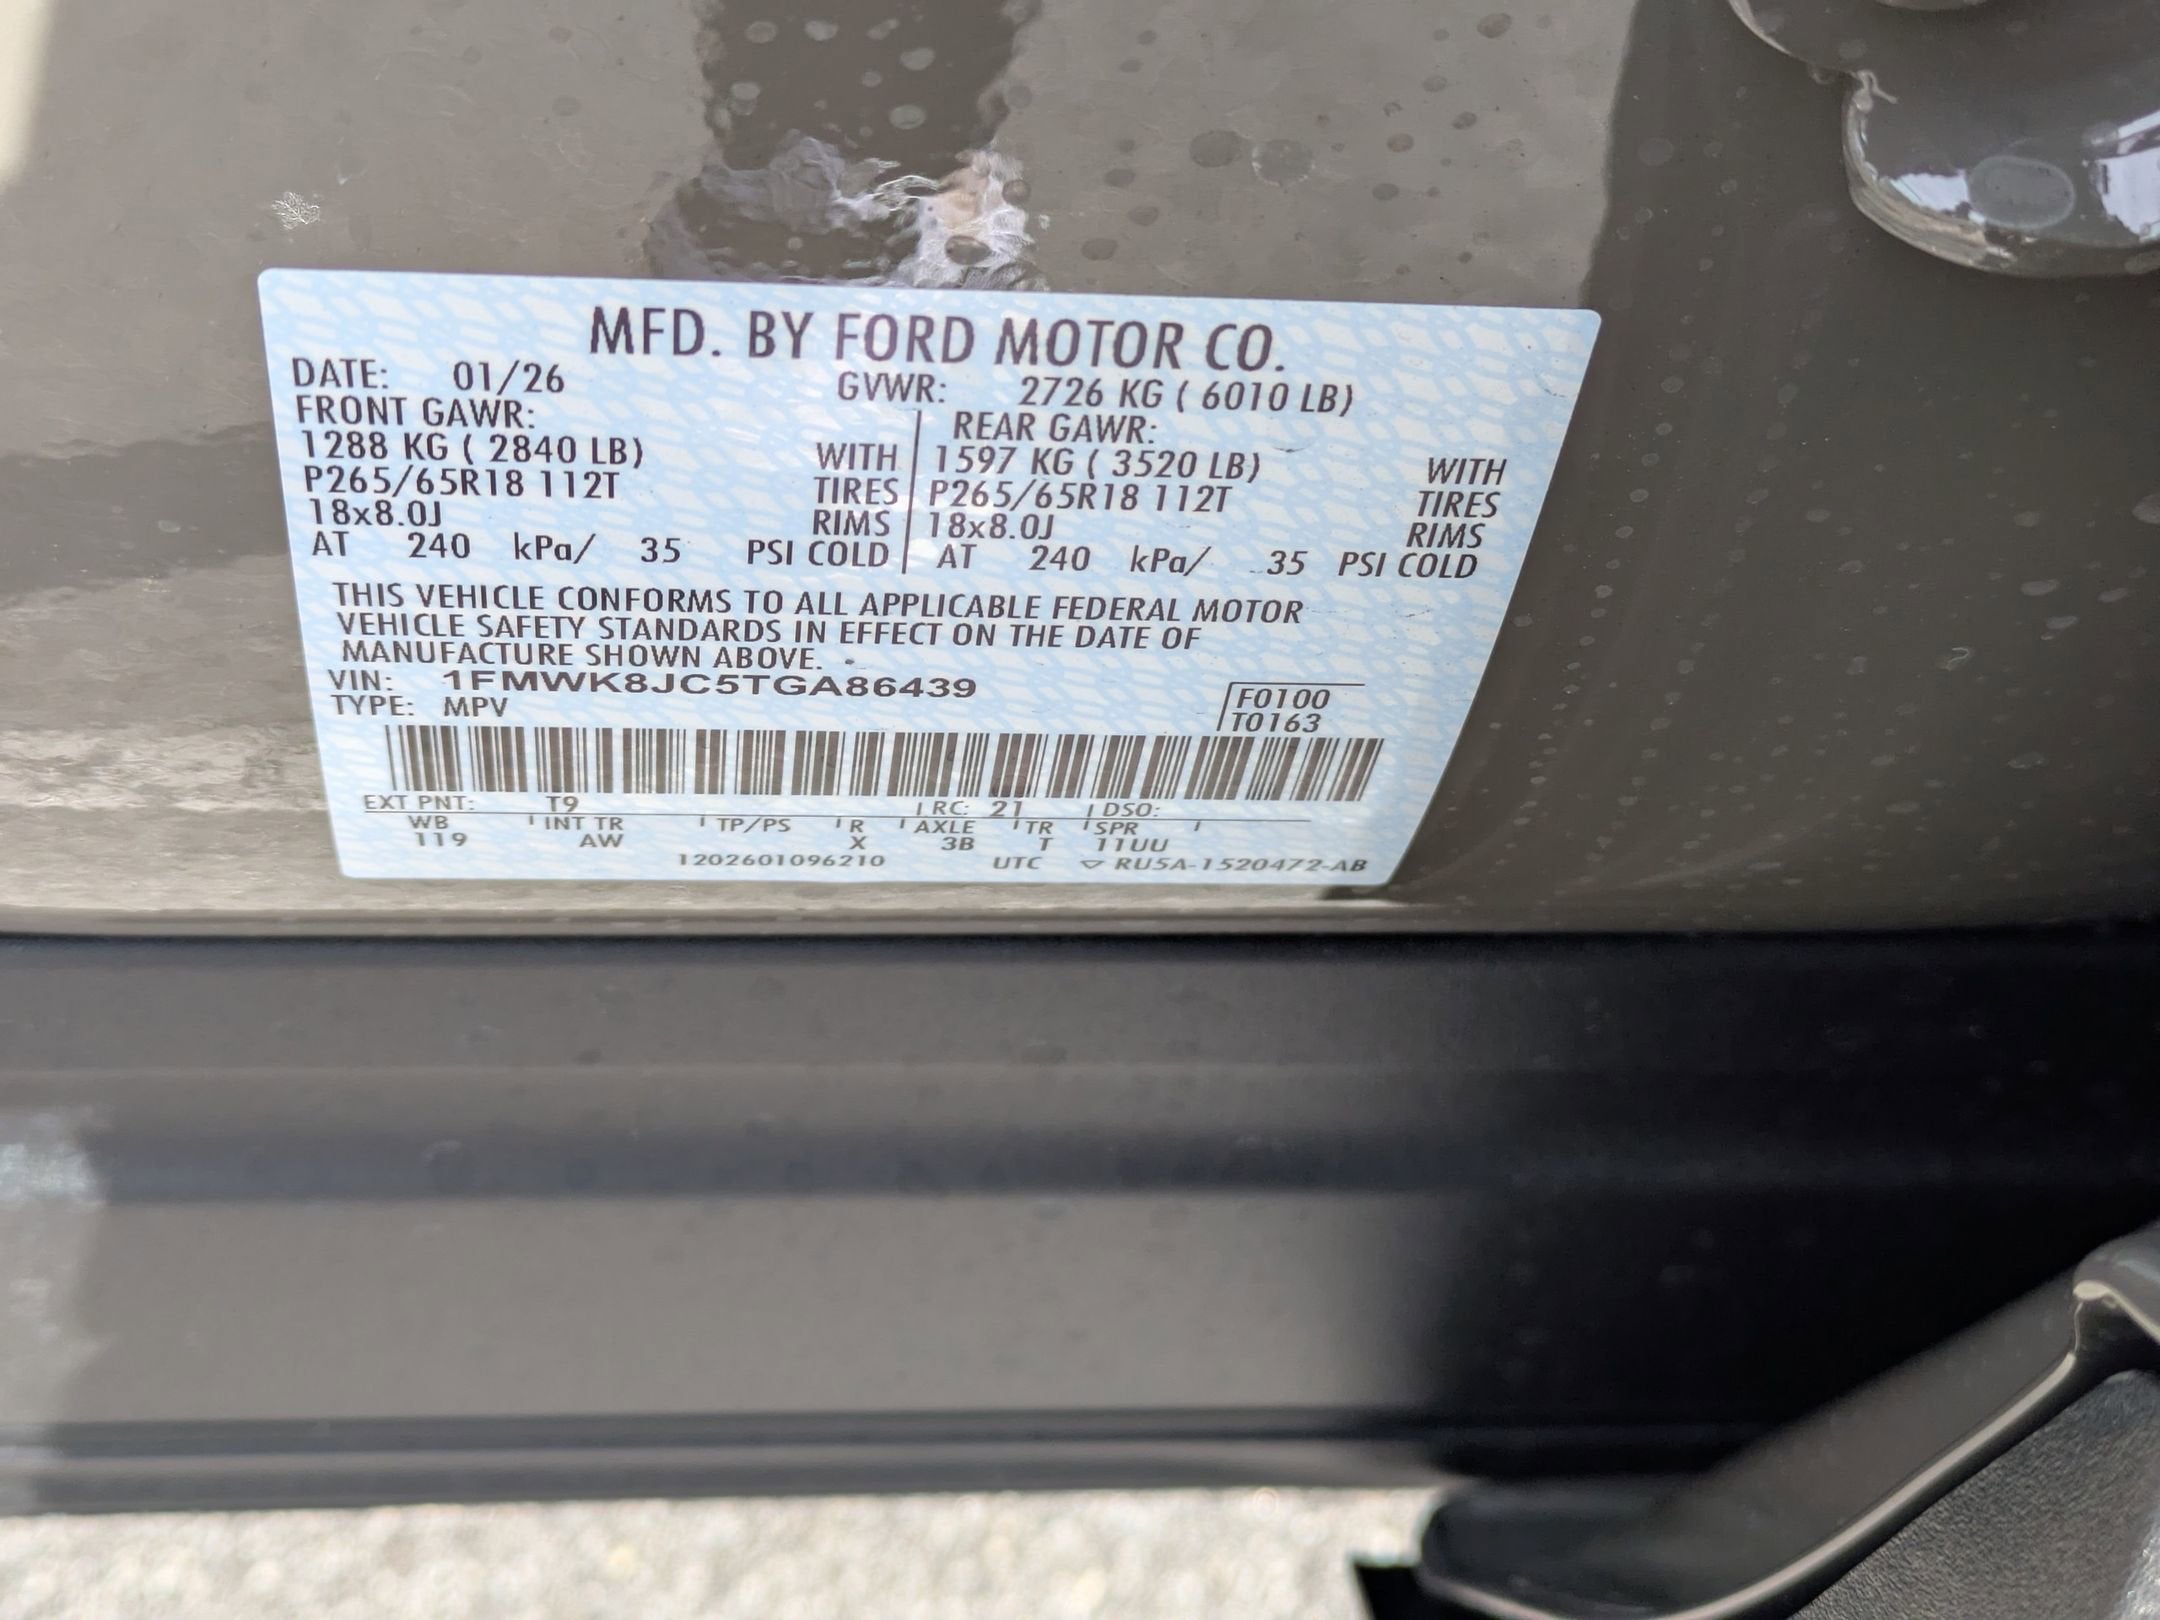 MFD. BY FORD MOTOR CO.
DATE: 01/26 GVWR: 2726 KG ( 6010 LB)
FRONT GAWR: REAR GAWR:
1288 KG ( 2840 LB) WITH 1597 KG ( 3520 LB) WITH
P265/65R18 112T TIRES P265/65R18 112T TIRES
18x8.0J RIMS 18x8.0J RIMS
AT 240 kPa/ 35 PSI COLD AT 240 kPa/ 35 PSI COLD
THIS VEHICLE CONFORMS TO ALL APPLICABLE FEDERAL MOTOR
VEHICLE SAFETY STANDARDS IN EFFECT ON THE DATE OF
MANUFACTURE SHOWN ABOVE.
VIN: 1FMWK8JC5TGA86439 F0100
TYPE: MPV T0163
EXT PNT: T9 RC: 21 DSO:
WB INT TR TP/PS R AXLE TR SPR
119 AW X 3B T 11UU
1202601096210 UTC RU5A-1520472-AB